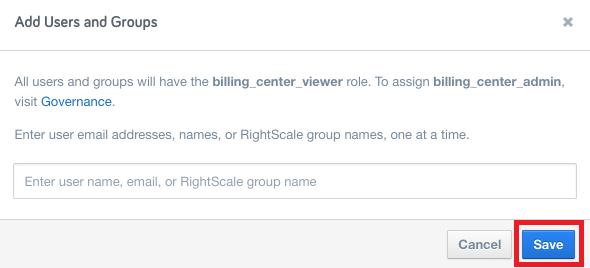 Add Users and Groups ×
All users and groups will have the billing_center_viewer role. To assign billing_center_admin,
visit Governance.
Enter user email addresses, names, or RightScale group names, one at a time.
Enter user name, email, or RightScale group name
Cancel Save